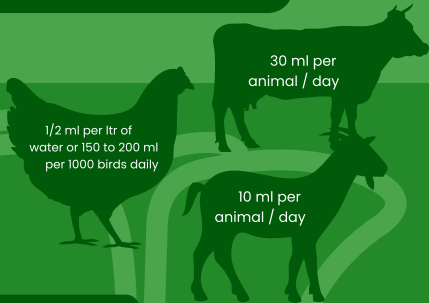 30 ml per
animal / day
1/2 ml per ltr of
water or 150 to 200 ml
per 1000 birds daily
10 ml per
animal / day